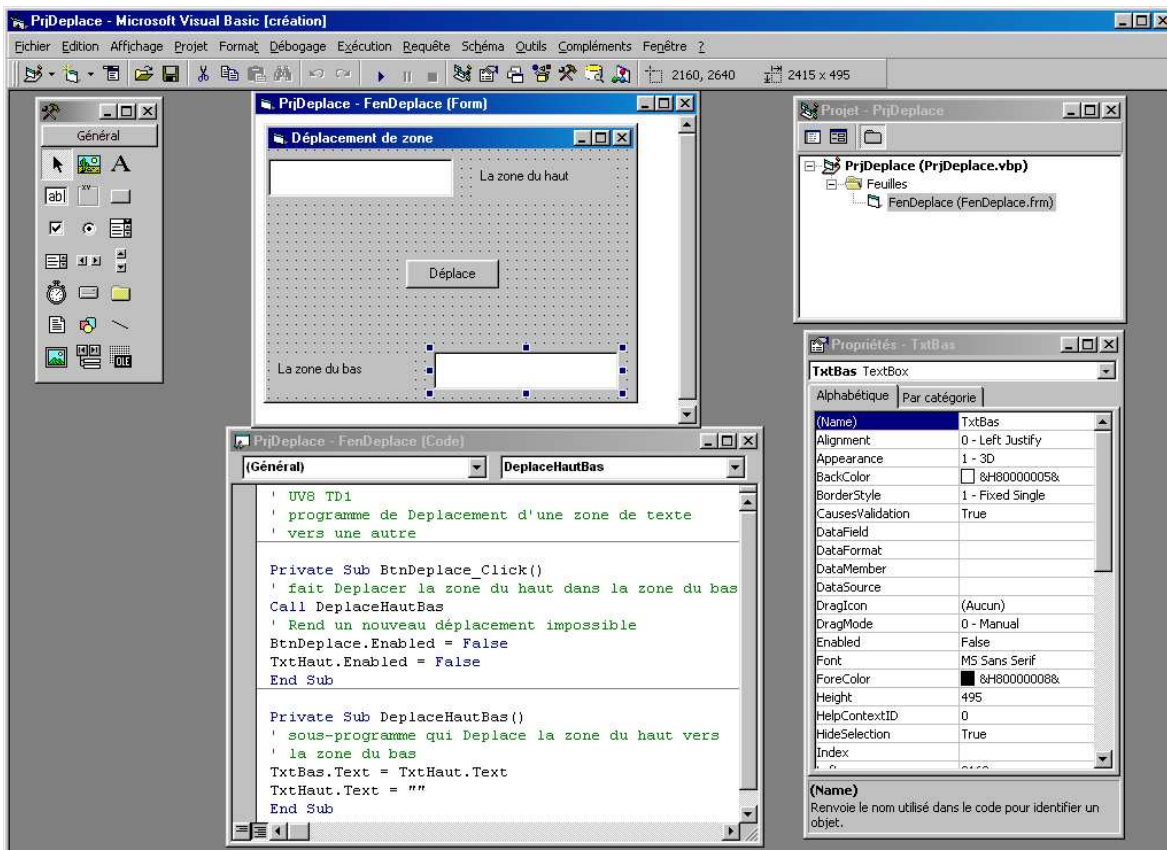 PrjDeplace - Microsoft Visual Basic [création]
Fichier Edition Affichage Projet Format Débogage Exécution Requête Schéma Outils Compléments Fenêtre ?
2160, 2640 2415 x 495
Général
A
ab|
xv
OLE
PrjDeplace - FenDeplace (Form)
Déplacement de zone
La zone du haut
Déplace
La zone du bas
Projet - PrjDeplace
PrjDeplace (PrjDeplace.vbp)
Feuilles
FenDeplace (FenDeplace.frm)
PrjDeplace - FenDeplace (Code)
(Général) DeplaceHautBas
' UV8 TD1
' programme de Deplacement d'une zone de texte
' vers une autre
Private Sub BtnDeplace_Click()
' fait Deplacer la zone du haut dans la zone du bas
Call DeplaceHautBas
' Rend un nouveau déplacement impossible
BtnDeplace.Enabled = False
TxtHaut.Enabled = False
End Sub
Private Sub DeplaceHautBas()
' sous-programme qui Deplace la zone du haut vers
' la zone du bas
TxtBas.Text = TxtHaut.Text
TxtHaut.Text = ""
End Sub
Propriétés - TxtBas
TxtBas TextBox
Alphabétique Par catégorie
(Name) TxtBas
Alignment 0 - Left Justify
Appearance 1 - 3D
BackColor &H80000005&
BorderStyle 1 - Fixed Single
CausesValidation True
DataField
DataFormat
DataMember
DataSource
DragIcon (Aucun)
DragMode 0 - Manual
Enabled False
Font MS Sans Serif
ForeColor &H80000008&
Height 495
HelpContextID 0
HideSelection True
Index
(Name)
Renvoie le nom utilisé dans le code pour identifier un
objet.